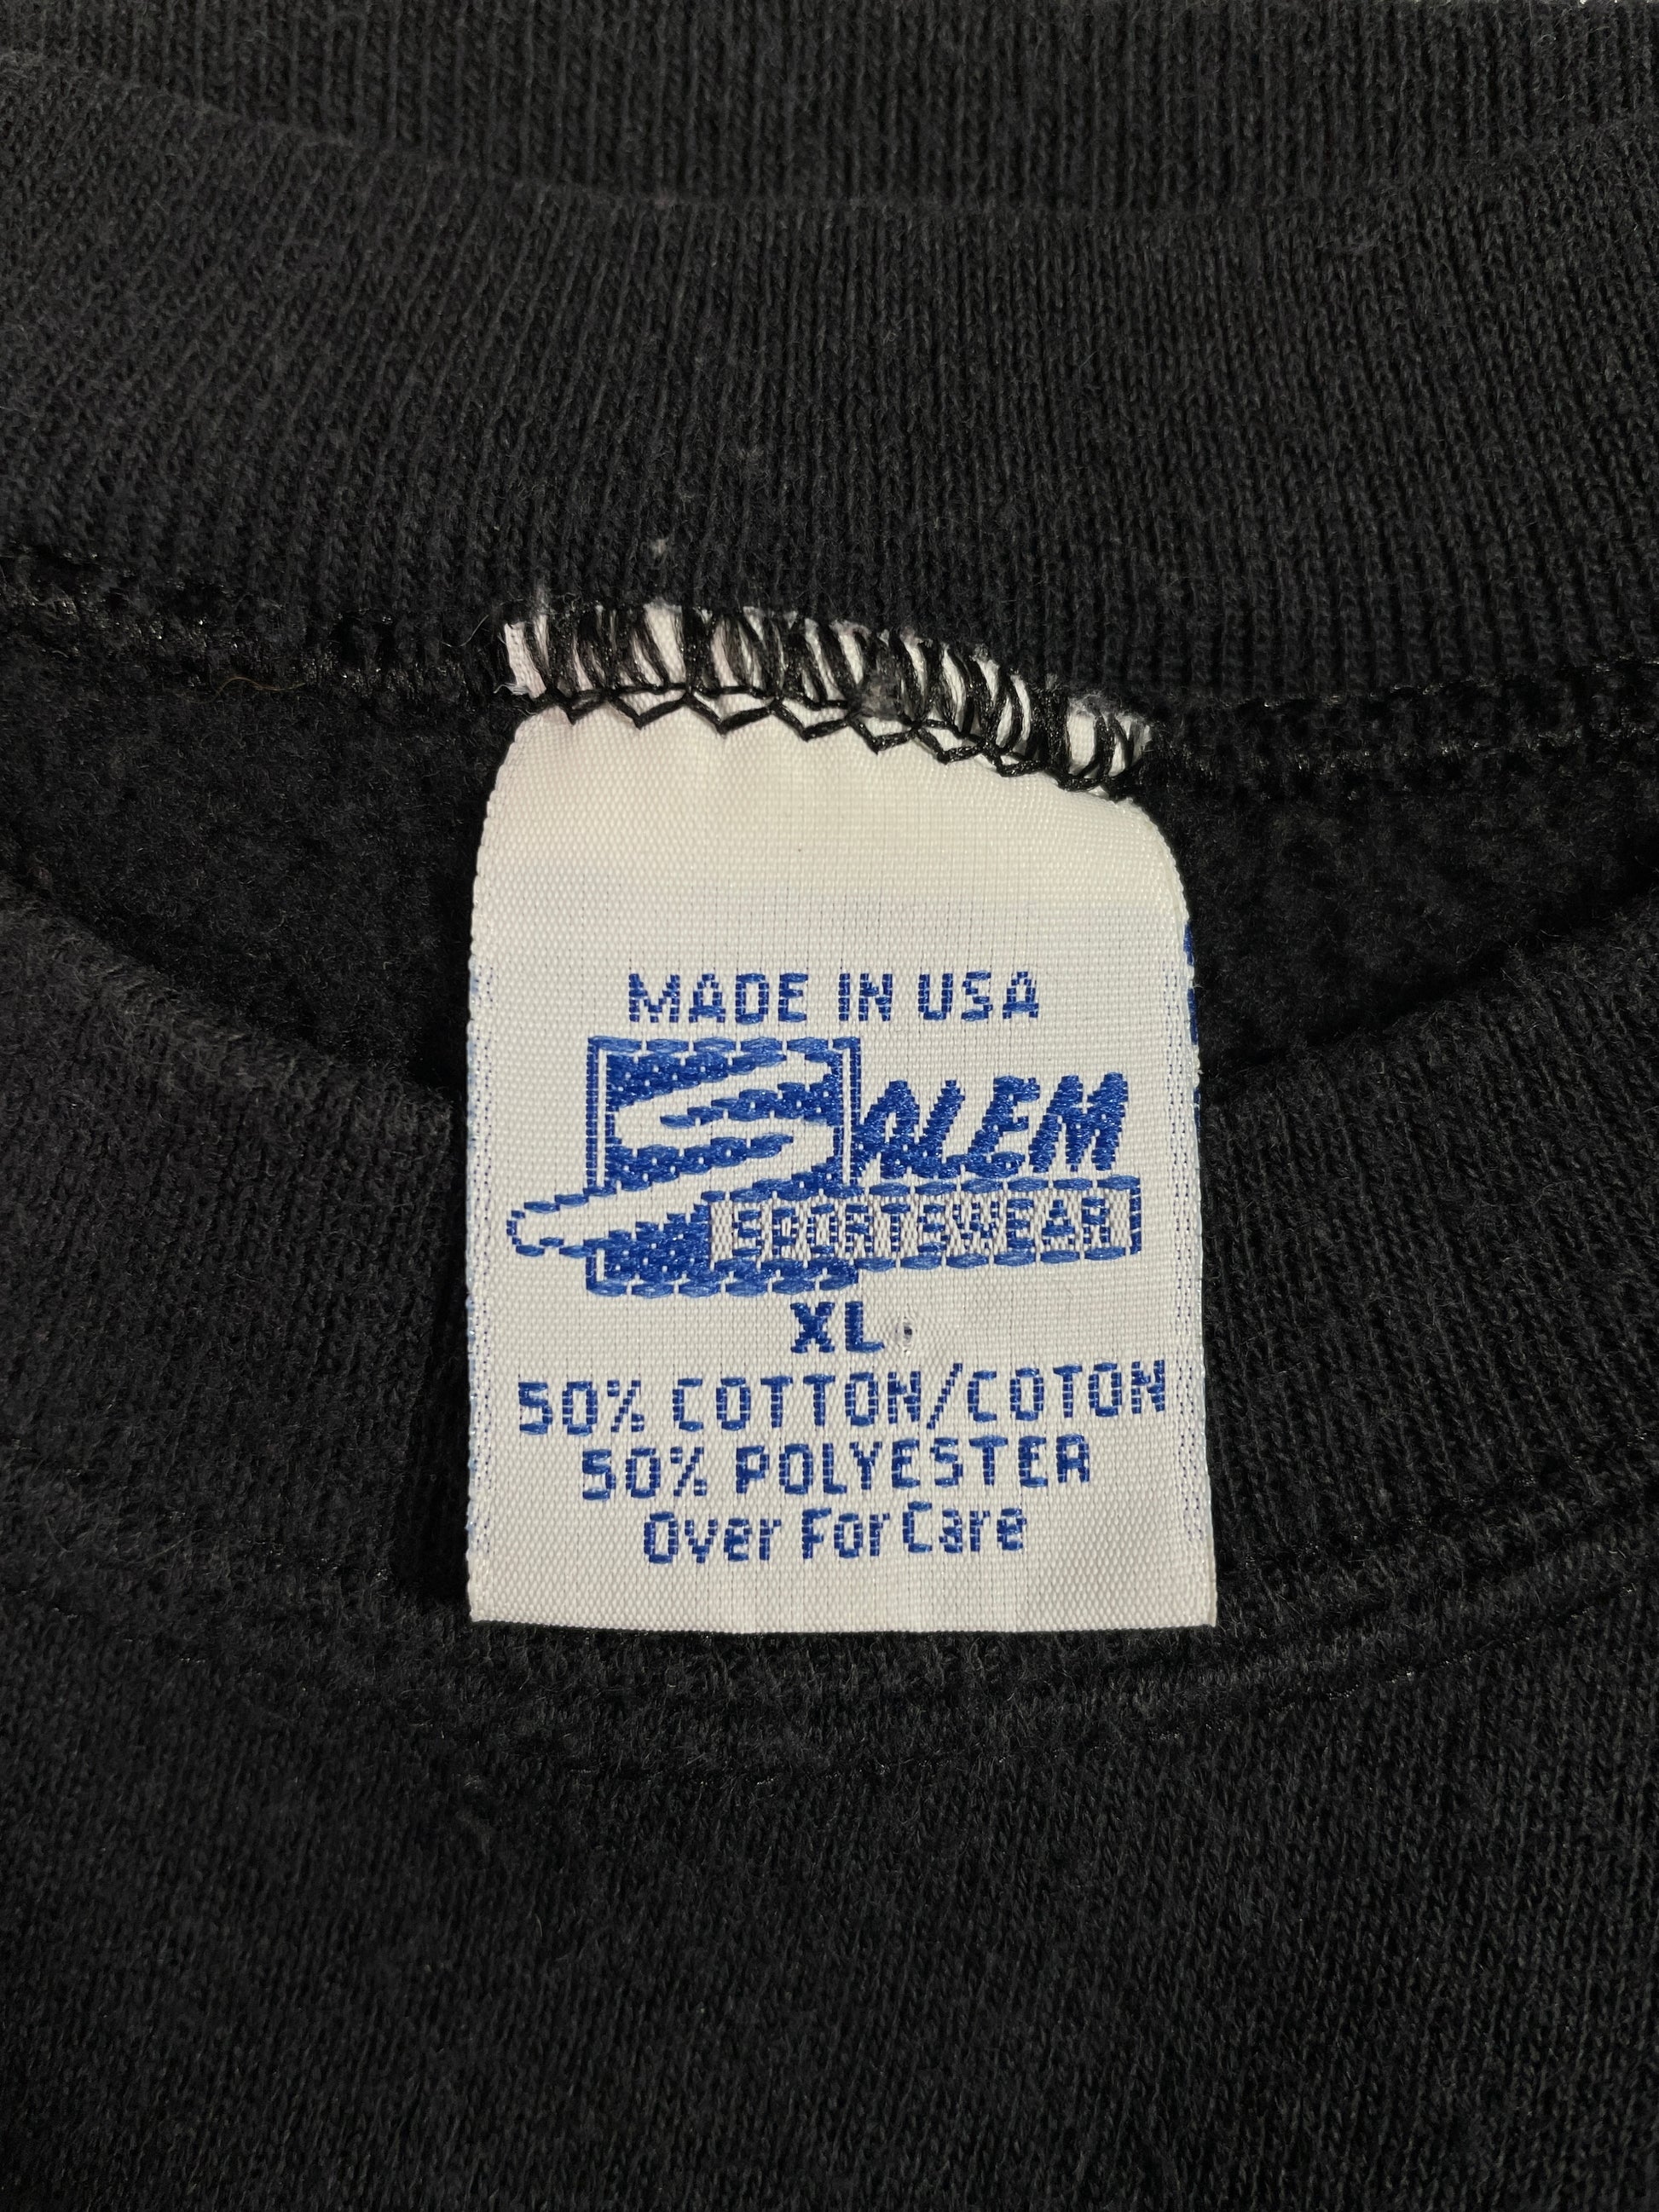 MADE IN USA
SALEM
SPORTSWEAR
XL
50% COTTON/COTON
50% POLYESTER
Over For Care